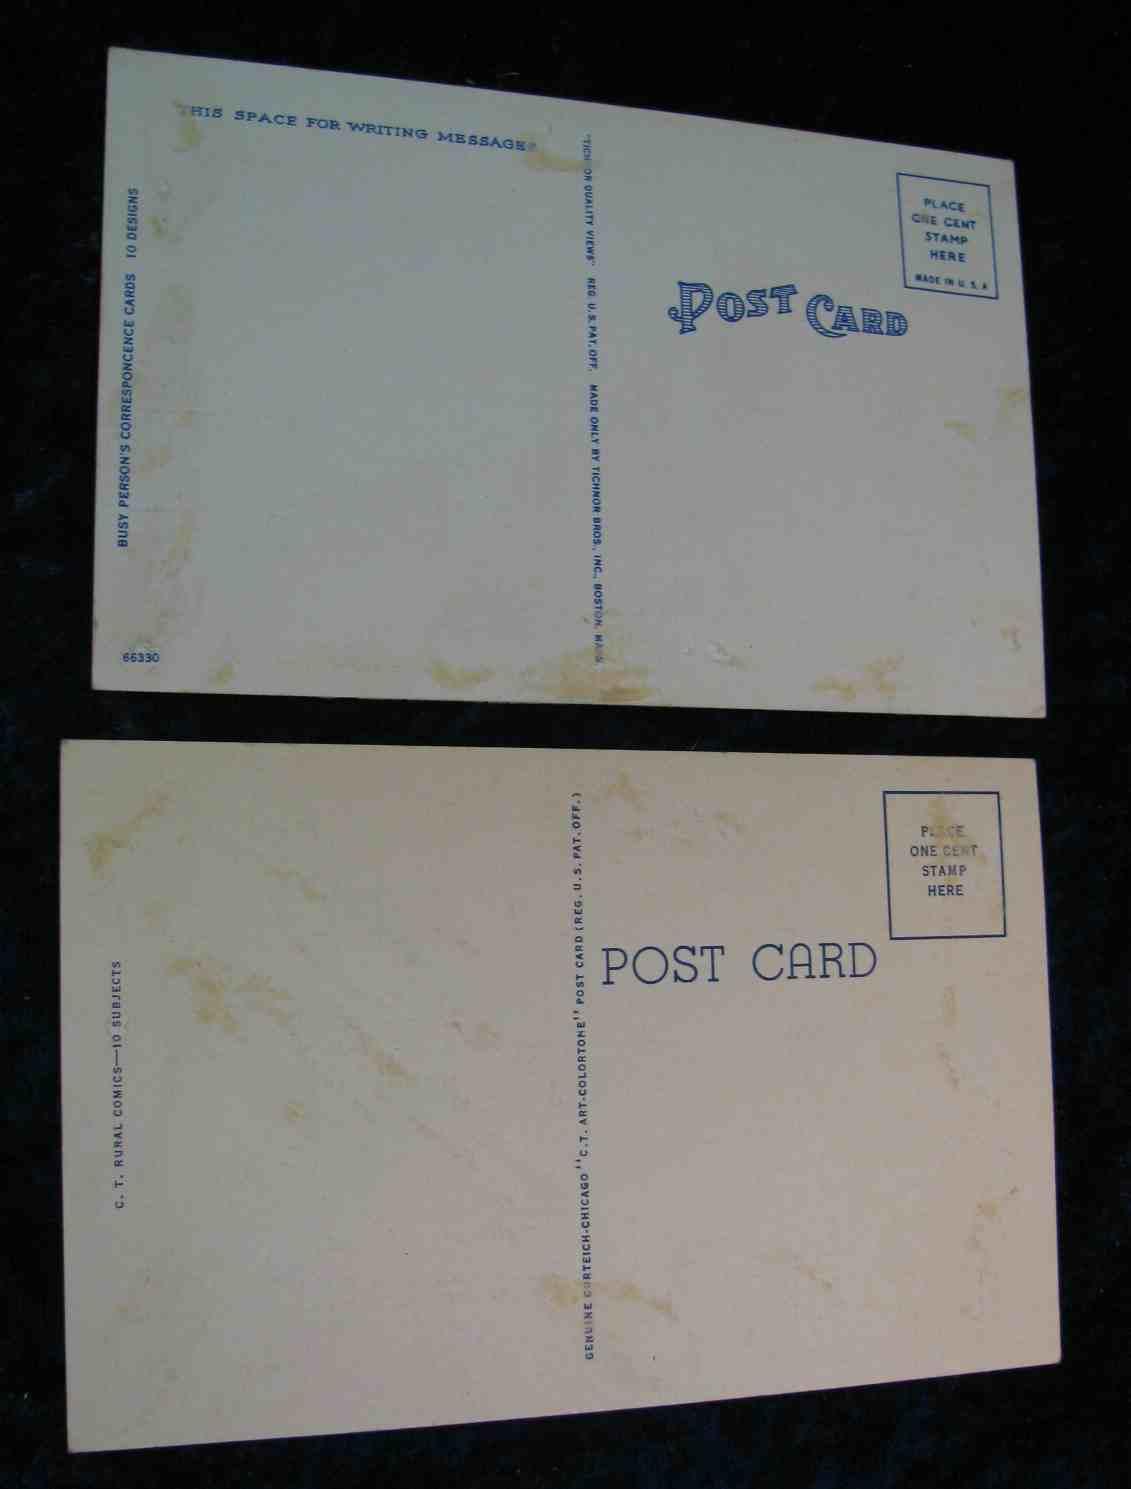 THIS SPACE FOR WRITING MESSAGE
BUSY PERSON'S CORRESPONCENCE CARDS 10 DESIGNS
66330
"TICHNOR QUALITY VIEWS" REG. U. S. PAT. OFF. MADE ONLY BY TICHNOR BROS., INC., BOSTON, MASS.
PLACE
ONE CENT
STAMP
HERE
MADE IN U. S. A
POST CARD
C. T. RURAL COMICS—10 SUBJECTS
GENUINE CURTEICH-CHICAGO "C.T. ART-COLORTONE" POST CARD (REG. U. S. PAT. OFF.)
PLACE
ONE CENT
STAMP
HERE
POST CARD